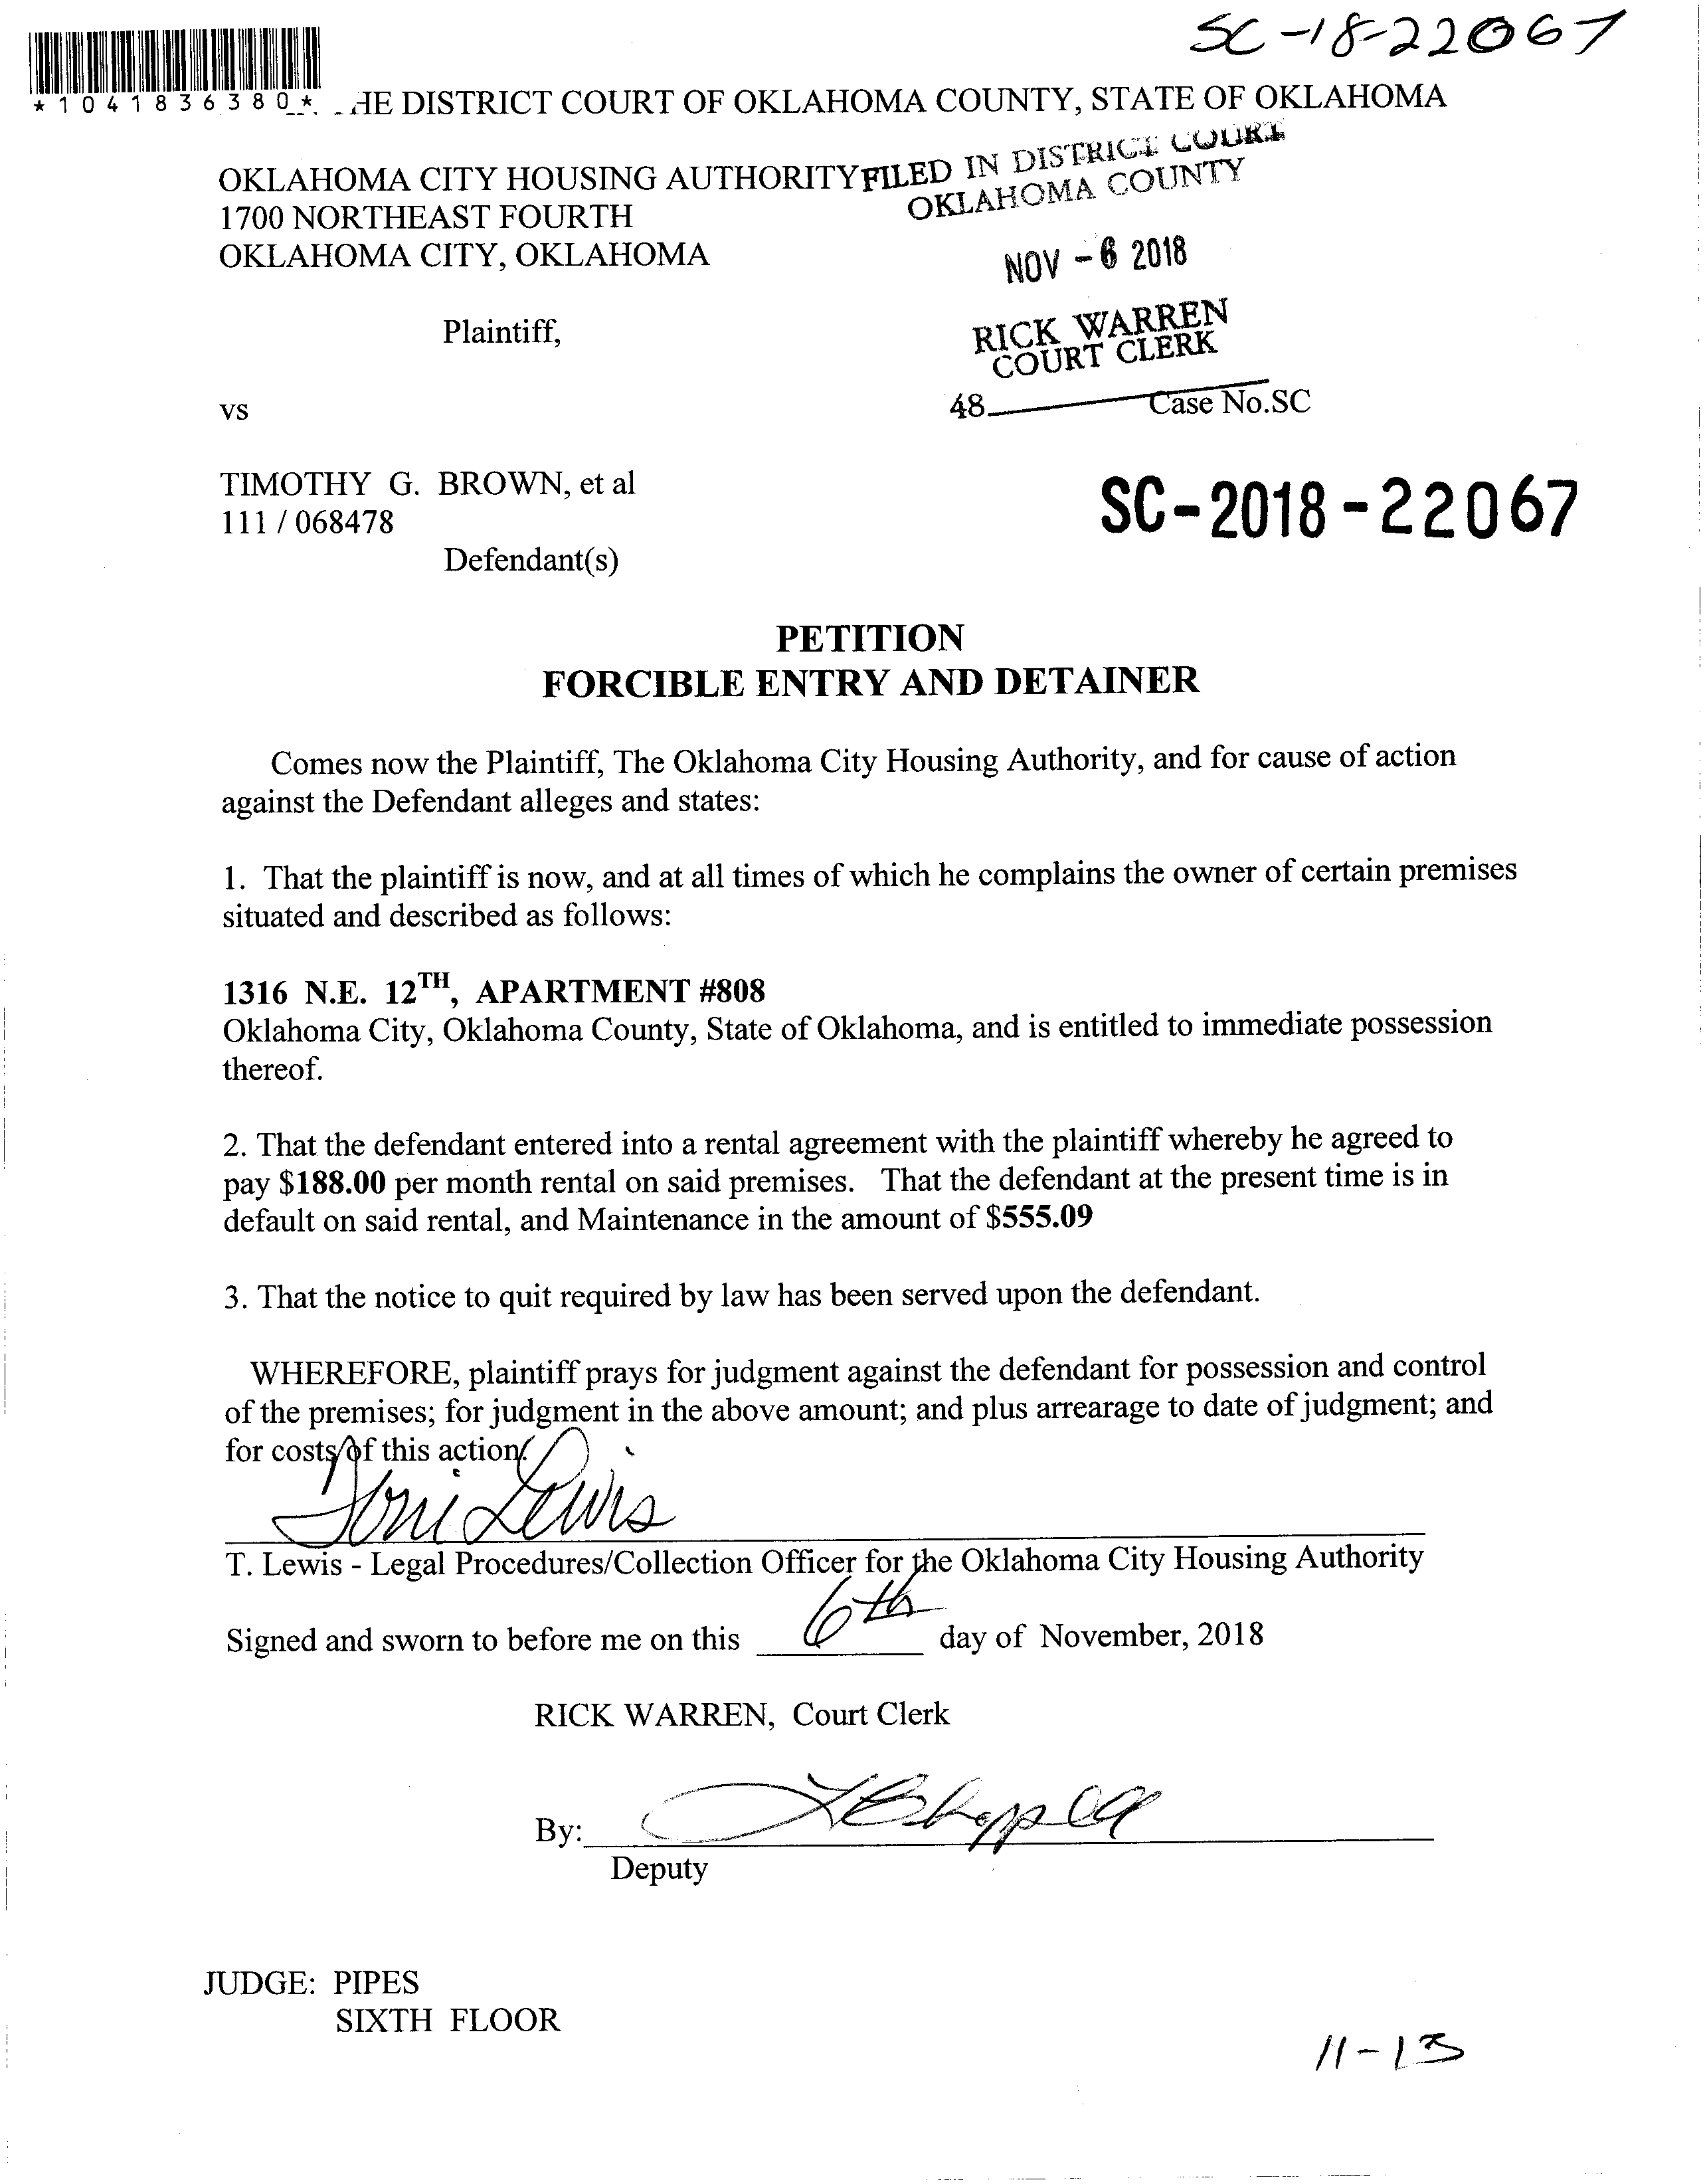 SC-18-22067
*1041836380*
HE DISTRICT COURT OF OKLAHOMA COUNTY, STATE OF OKLAHOMA
OKLAHOMA CITY HOUSING AUTHORITY
1700 NORTHEAST FOURTH
OKLAHOMA CITY, OKLAHOMA
FILED IN DISTRICT COURT
OKLAHOMA COUNTY
NOV - 6 2018
RICK WARREN
COURT CLERK
Plaintiff,
48 Case No.SC
vs
TIMOTHY G. BROWN, et al
111 / 068478
SC-2018-22067
Defendant(s)
PETITION
FORCIBLE ENTRY AND DETAINER
Comes now the Plaintiff, The Oklahoma City Housing Authority, and for cause of action
against the Defendant alleges and states:
1. That the plaintiff is now, and at all times of which he complains the owner of certain premises
situated and described as follows:
1316 N.E. 12TH, APARTMENT #808
Oklahoma City, Oklahoma County, State of Oklahoma, and is entitled to immediate possession
thereof.
2. That the defendant entered into a rental agreement with the plaintiff whereby he agreed to
pay $188.00 per month rental on said premises. That the defendant at the present time is in
default on said rental, and Maintenance in the amount of $555.09
3. That the notice to quit required by law has been served upon the defendant.
WHEREFORE, plaintiff prays for judgment against the defendant for possession and control
of the premises; for judgment in the above amount; and plus arrearage to date of judgment; and
for costs of this action.
Toni Lewis
T. Lewis - Legal Procedures/Collection Officer for the Oklahoma City Housing Authority
Signed and sworn to before me on this 6th day of November, 2018
RICK WARREN, Court Clerk
By:
Deputy
JUDGE: PIPES
SIXTH FLOOR
11-13